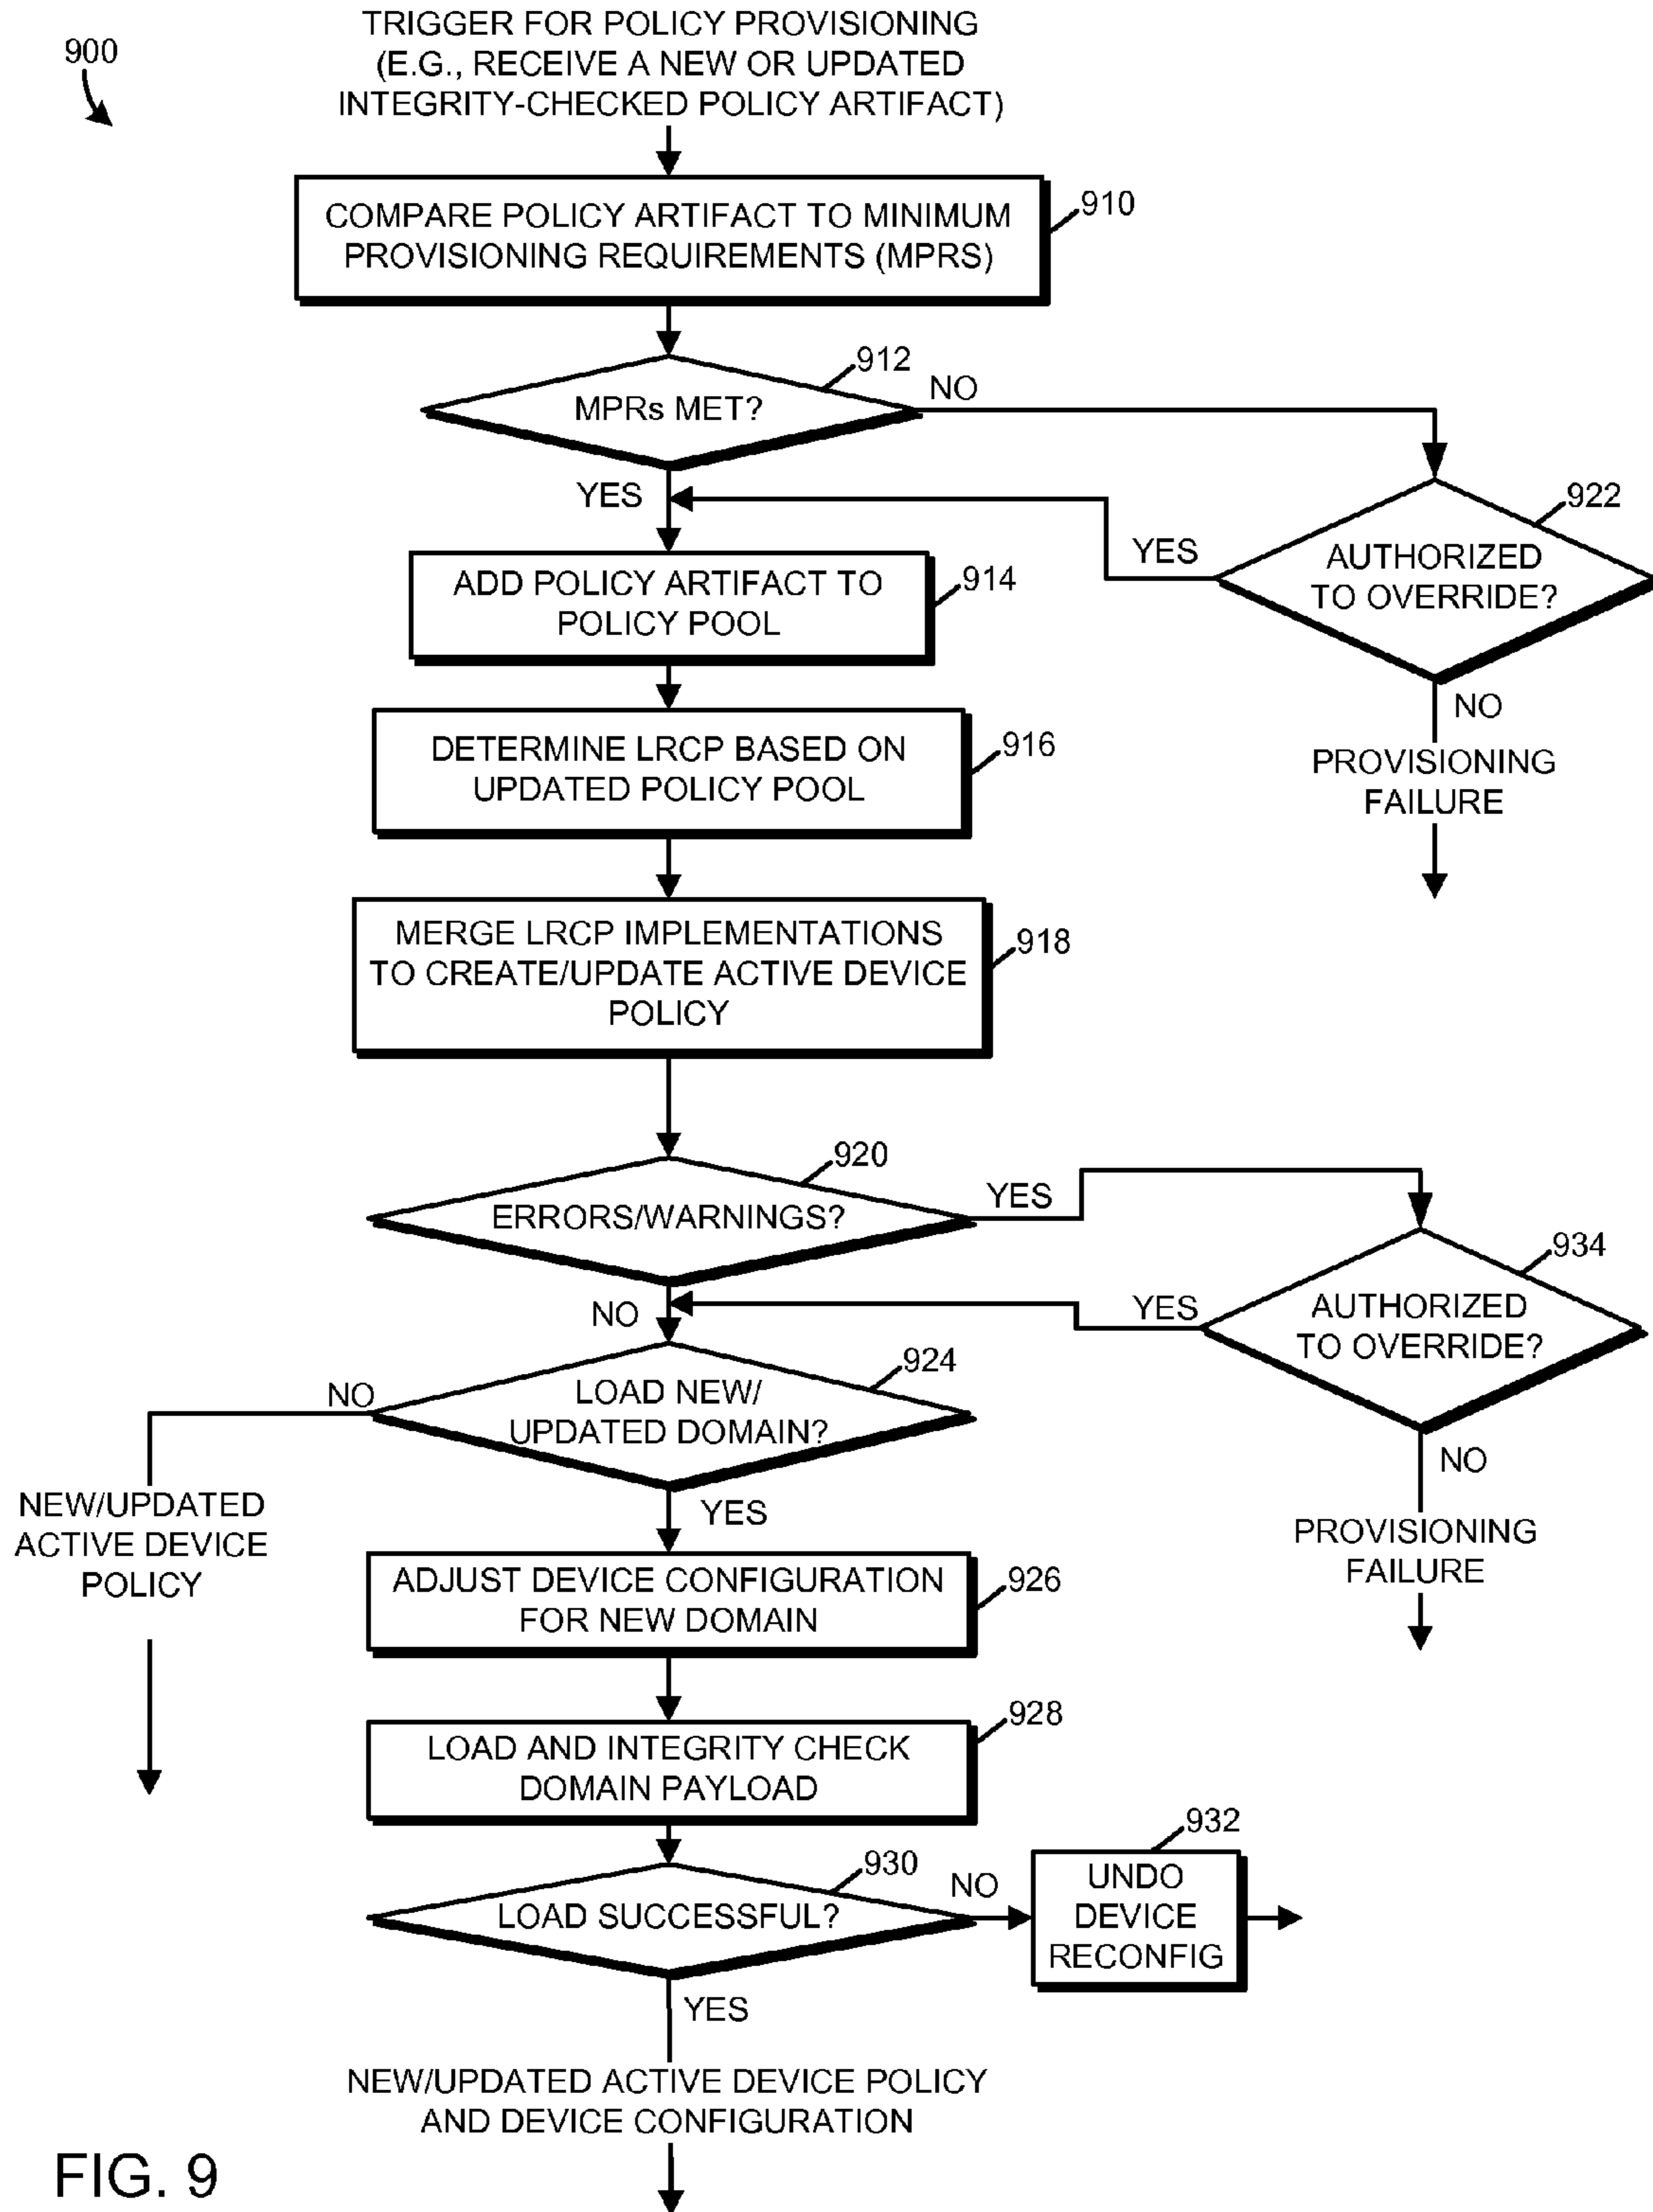 900
TRIGGER FOR POLICY PROVISIONING
(E.G., RECEIVE A NEW OR UPDATED
INTEGRITY-CHECKED POLICY ARTIFACT)
COMPARE POLICY ARTIFACT TO MINIMUM
PROVISIONING REQUIREMENTS (MPRS)
910
MPRs MET?
912
NO
YES
AUTHORIZED
TO OVERRIDE?
922
YES
NO
PROVISIONING
FAILURE
ADD POLICY ARTIFACT TO
POLICY POOL
914
DETERMINE LRCP BASED ON
UPDATED POLICY POOL
916
MERGE LRCP IMPLEMENTATIONS
TO CREATE/UPDATE ACTIVE DEVICE
POLICY
918
ERRORS/WARNINGS?
920
YES
NO
AUTHORIZED
TO OVERRIDE?
934
YES
NO
PROVISIONING
FAILURE
LOAD NEW/
UPDATED DOMAIN?
924
NO
NEW/UPDATED
ACTIVE DEVICE
POLICY
YES
ADJUST DEVICE CONFIGURATION
FOR NEW DOMAIN
926
LOAD AND INTEGRITY CHECK
DOMAIN PAYLOAD
928
LOAD SUCCESSFUL?
930
NO
UNDO
DEVICE
RECONFIG
932
YES
NEW/UPDATED ACTIVE DEVICE POLICY
AND DEVICE CONFIGURATION
FIG. 9